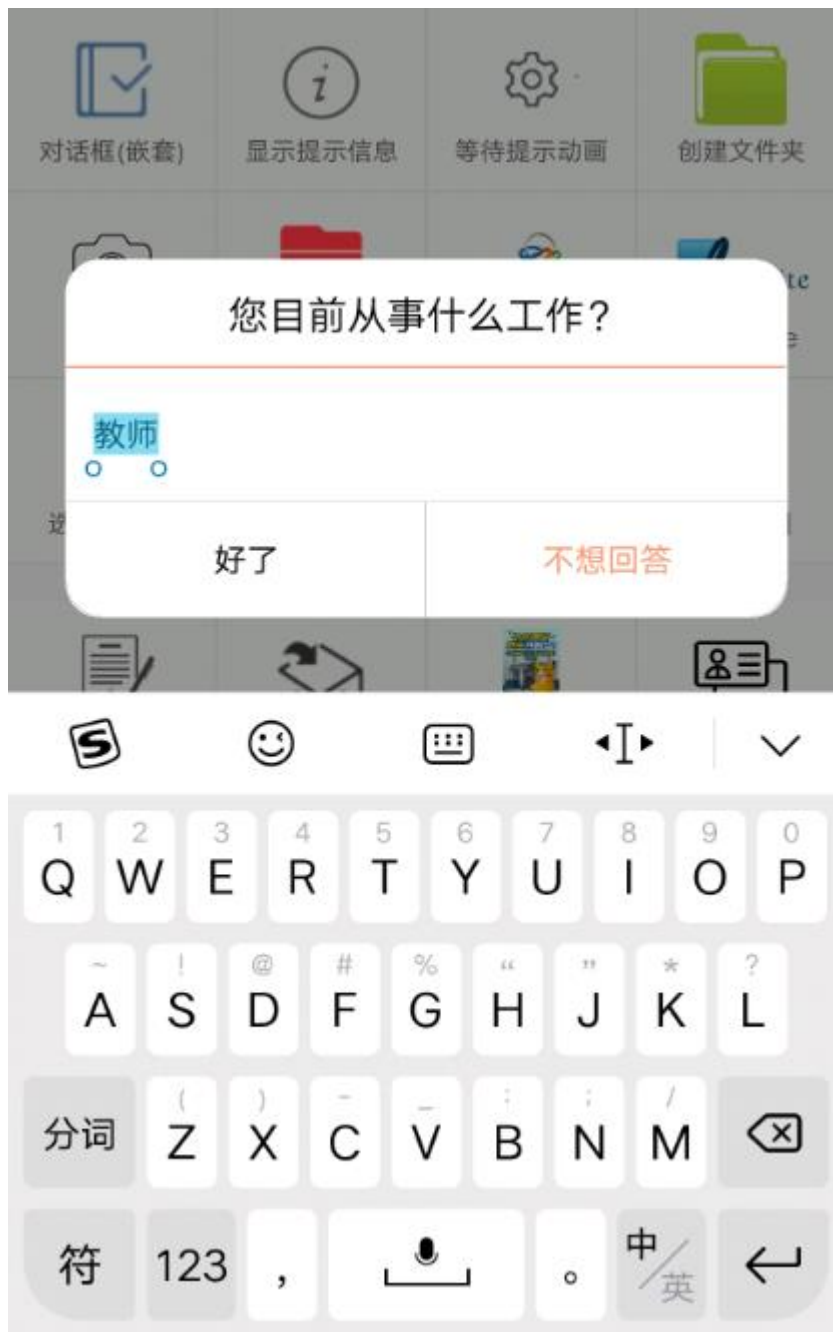 对话框(嵌套) 显示提示信息 等待提示动画 创建文件夹
te
e
您目前从事什么工作?
教师
好了 不想回答
1 2 3 4 5 6 7 8 9 0
Q W E R T Y U I O P
~ ! @ # % “ ” * ?
A S D F G H J K L
( ) - _ : ; /
分词 Z X C V B N M
符 123 , 。 中/英